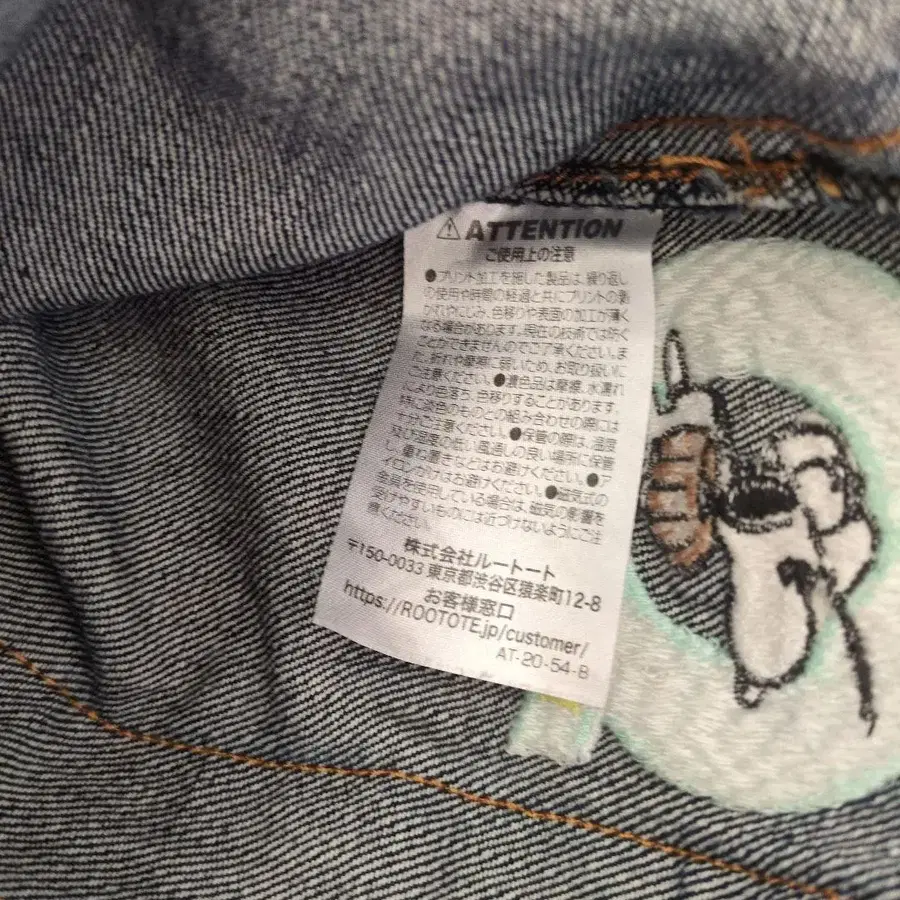 ⚠ATTENTION
ご使用上の注意
●プリント加工を施した製品は、繰り返し
の使用や時間の経過と共にプリントの剥
がれやにじみ、色移りや表面の加工が薄く
なる場合があります。現在の技術では防ぐ
ことができませんのでご了承ください。ま
た、折れや摩擦に弱いため、お取り扱いに
ご注意ください。●濃色品は摩擦、水濡れ
により色落ち、色移りすることがあります。
特に淡色のものとの組み合わせの際には
ご注意ください。●保管の際は、温度
及び湿度の低い風通しの良い場所に保管
し、重ね置きなどはお避けください。●ア
イロンがけはお避けください。●磁気式の
金具を使用している場合は、磁気の影響を
受けやすいものには近づけないようにご注
意ください。
株式会社ルートート
〒150-0033 東京都渋谷区猿楽町12-8
お客様窓口
https://ROOTOTE.jp/customer/
AT-20-54-B